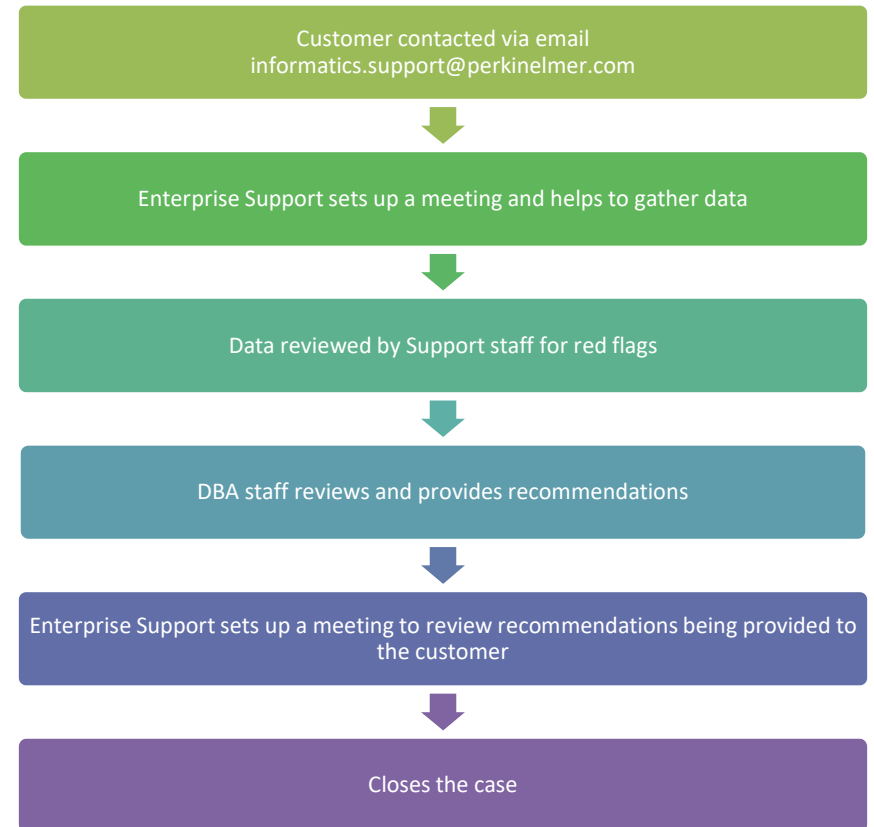 Customer contacted via email
informatics.support@perkinelmer.com
Enterprise Support sets up a meeting and helps to gather data
Data reviewed by Support staff for red flags
DBA staff reviews and provides recommendations
Enterprise Support sets up a meeting to review recommendations being provided to
the customer
Closes the case